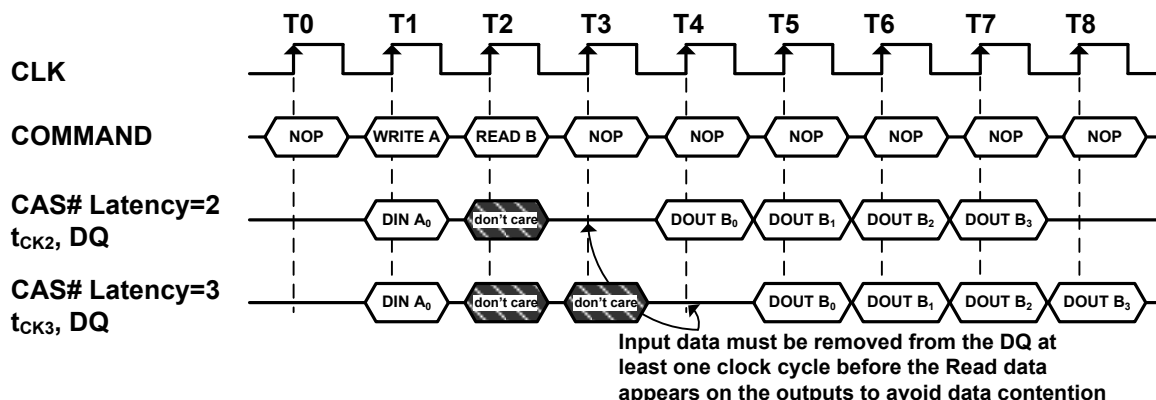 T0 T1 T2 T3 T4 T5 T6 T7 T8
CLK
COMMAND NOP WRITE A READ B NOP NOP NOP NOP NOP NOP
CAS# Latency=2
tCK2, DQ DIN A0 don't care DOUT B0 DOUT B1 DOUT B2 DOUT B3
CAS# Latency=3
tCK3, DQ DIN A0 don't care don't care DOUT B0 DOUT B1 DOUT B2 DOUT B3
Input data must be removed from the DQ at
least one clock cycle before the Read data
appears on the outputs to avoid data contention